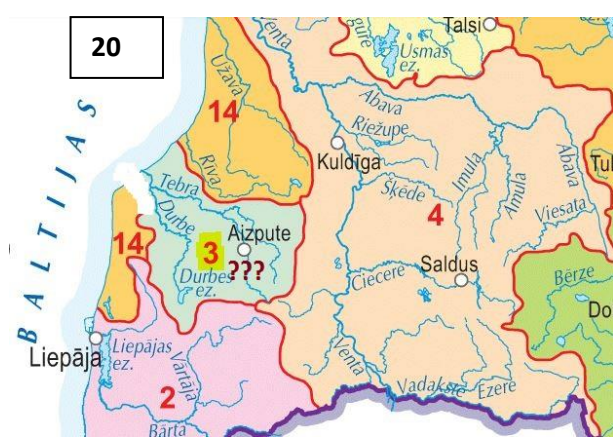 20
Talsi
Usmas
ez.
Venta
Užava
14
Abava
Riežupe
Kuldīga
Rīva
BALTIJAS
Tebra
Durbe
Aizpute
3
???
Durbes
ez.
14
Šķēde
Imula
Amula
Abava
Viesata
4
Ciecere
Saldus
Bērze
Do
Liepāja
Liepājas
ez.
Vārtāja
2
Bārta
Venta
Vadakste
Ezere